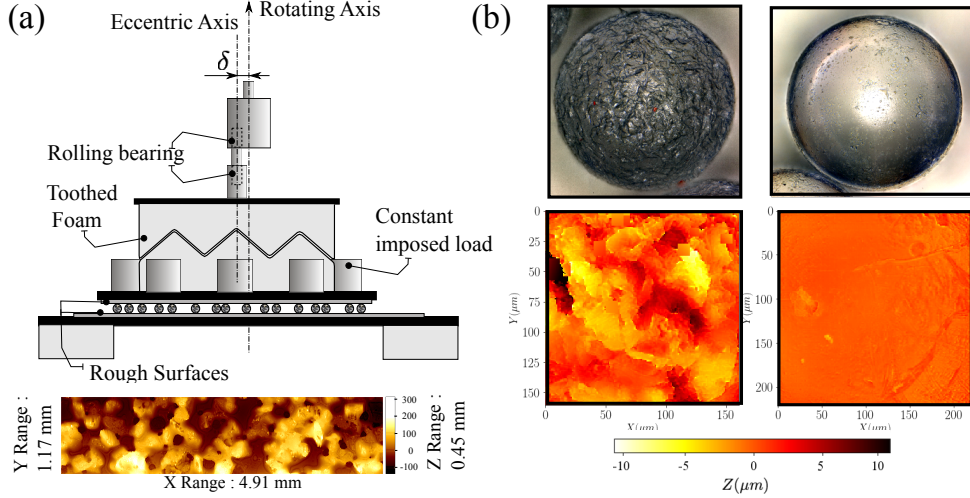 (a)
Eccentric Axis
Rotating Axis
δ
Rolling bearing
Toothed
Foam
Constant
imposed load
Rough Surfaces
Y Range :
1.17 mm
X Range : 4.91 mm
300
200
100
0
-100
Z Range :
0.45 mm
(b)
0
25
50
75
100
125
150
Y(μm)
0
50
100
150
X(μm)
0
50
100
150
200
Y(μm)
0
50
100
150
200
X(μm)
-10
-5
0
5
10
Z(μm)